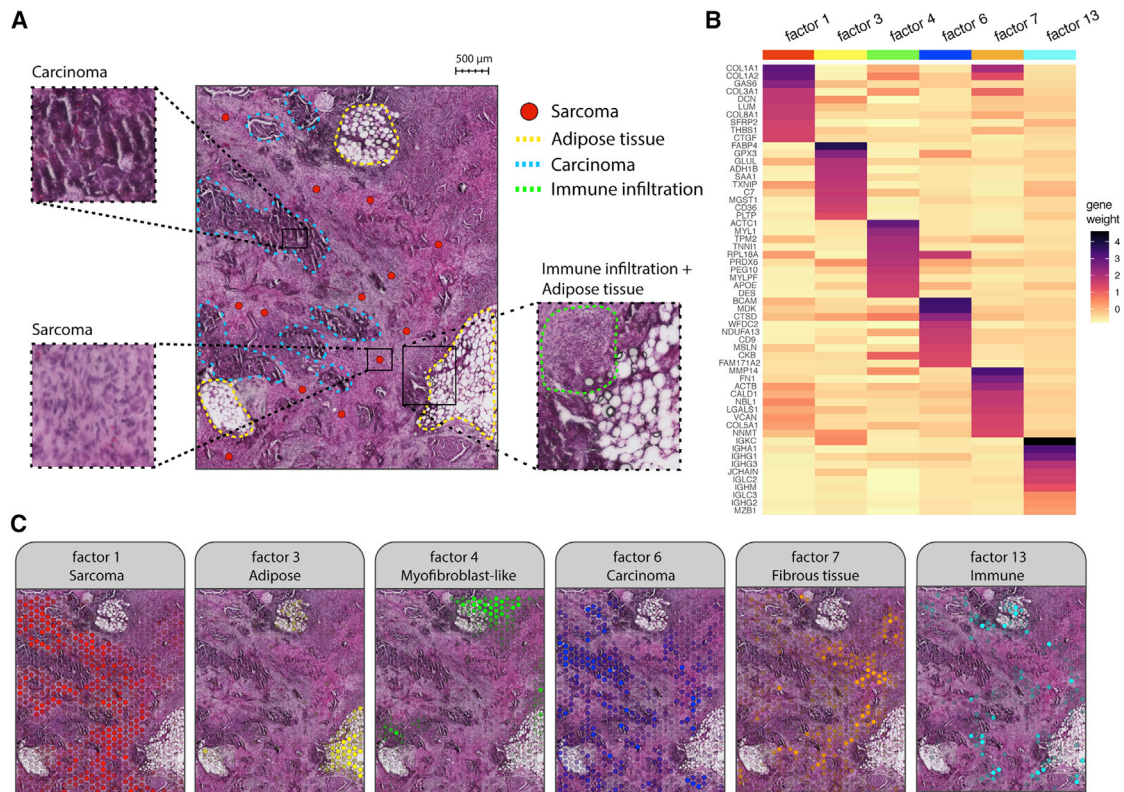 A
500 µm
Carcinoma
Sarcoma
Adipose tissue
Carcinoma
Immune infiltration
Immune infiltration +
Adipose tissue
Sarcoma
B
factor 1
factor 3
factor 4
factor 6
factor 7
factor 13
COL1A1
COL1A2
GAS6
COL3A1
DCN
LUM
COL8A1
SFRP2
THBS1
CTGF
FABP4
GPX3
GLUL
ADH1B
SAA1
TXNIP
C7
MGST1
CD36
PLTP
ACTC1
MYL1
TPM2
TNNI1
RPL18A
PRDX6
PEG10
MYLPF
APOE
DES
BCAM
MDK
CTSD
WFDC2
NDUFA13
CD9
MSLN
CKB
FAM171A2
MMP14
FN1
ACTB
CALD1
NBL1
LGALS1
VCAN
COL5A1
NNMT
IGKC
IGHA1
IGHG1
IGHG3
JCHAIN
IGLC2
IGHM
IGLC3
IGHG2
MZB1
gene
weight
4
3
2
1
0
C
factor 1
Sarcoma
factor 3
Adipose
factor 4
Myofibroblast-like
factor 6
Carcinoma
factor 7
Fibrous tissue
factor 13
Immune